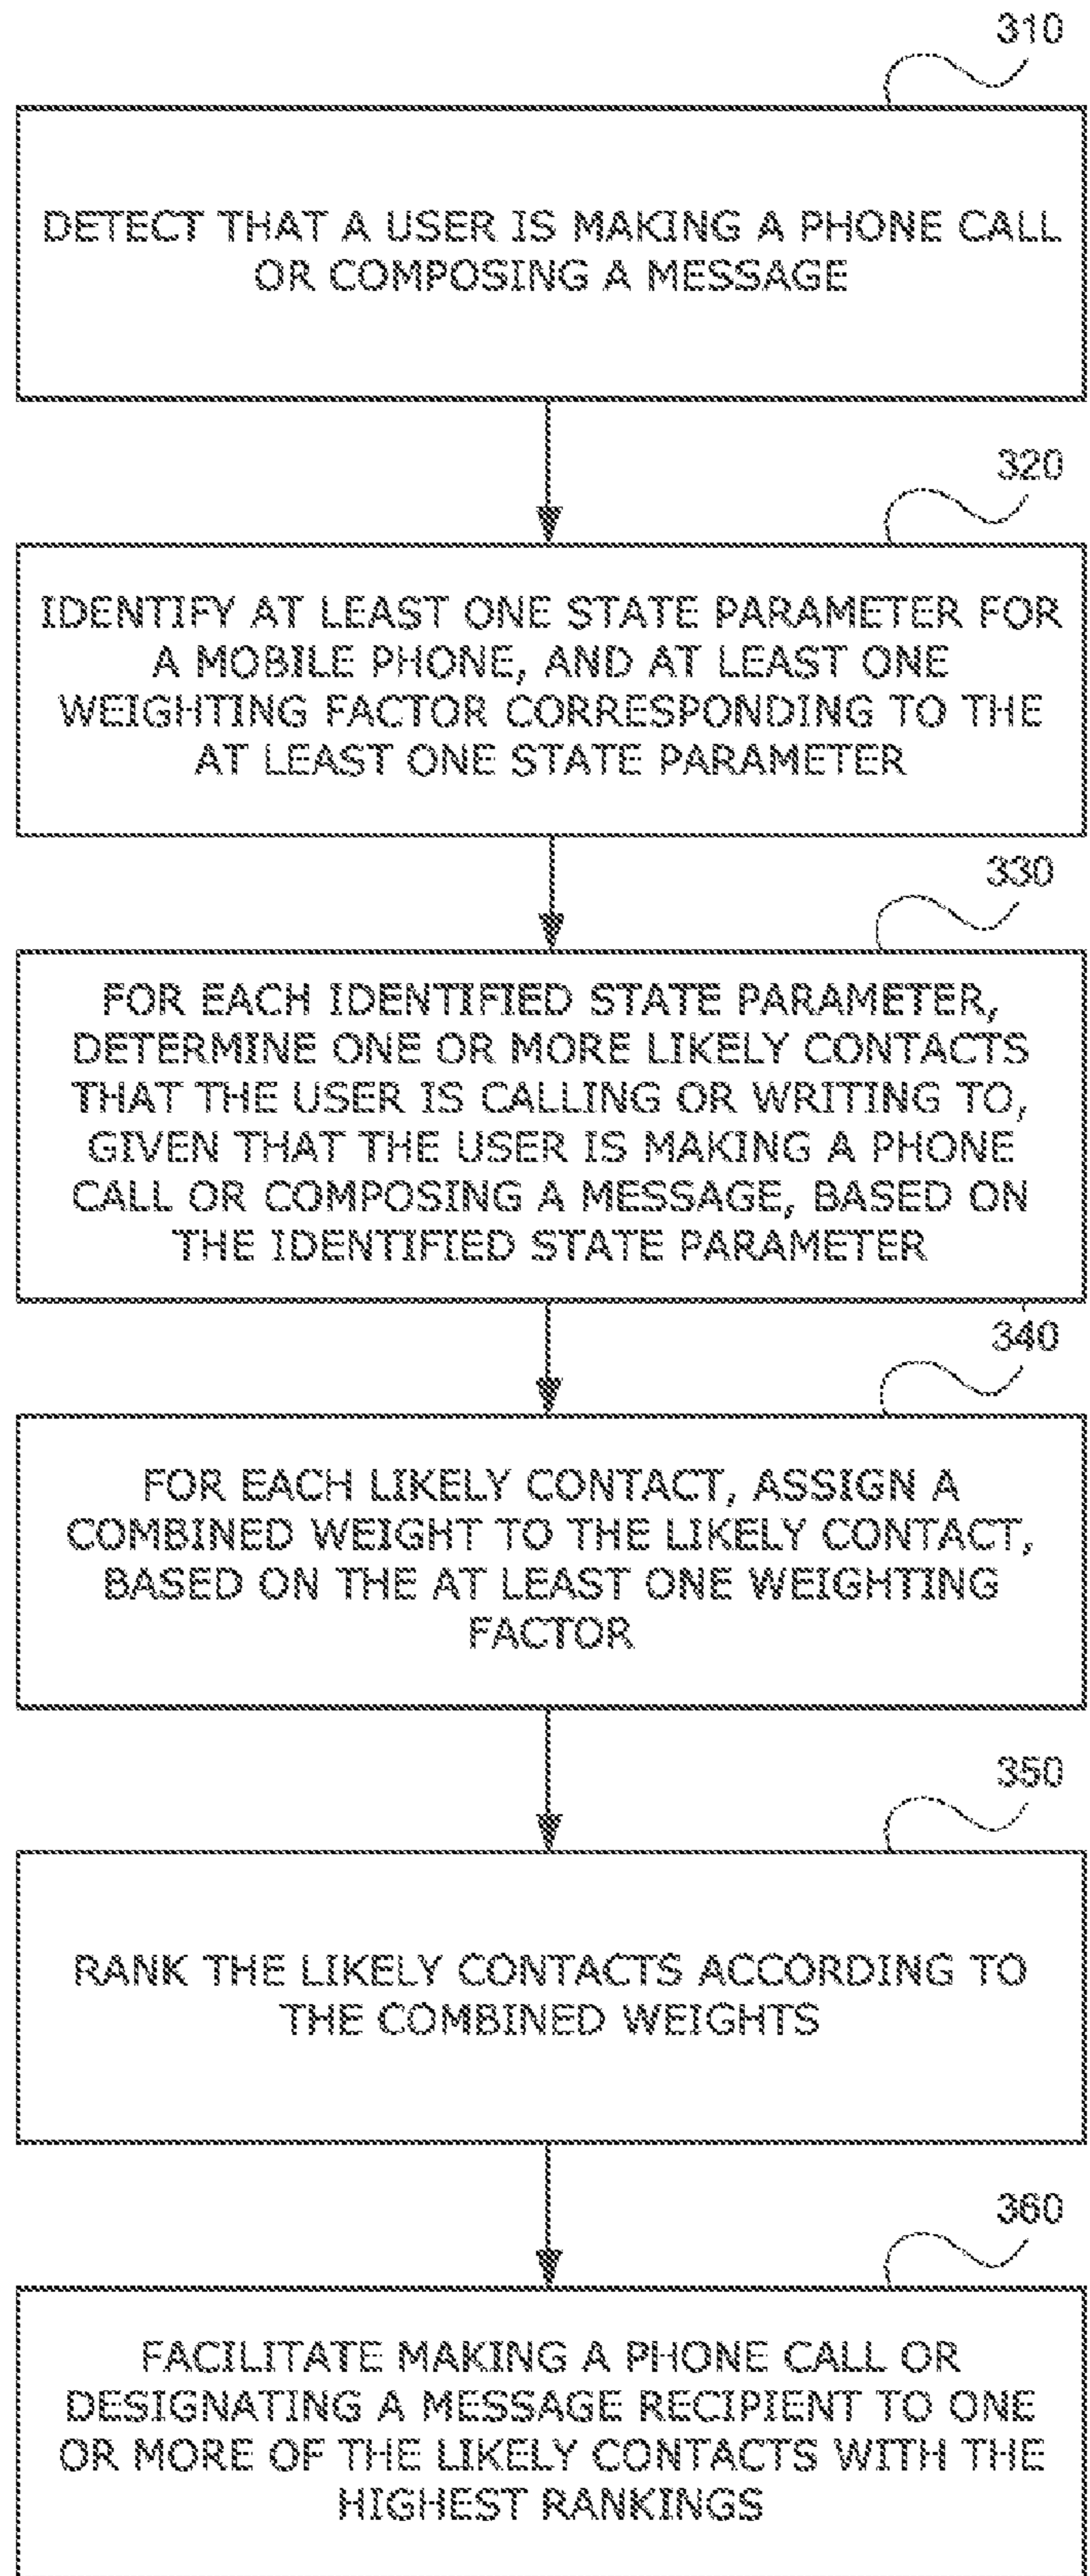 310
DETECT THAT A USER IS MAKING A PHONE CALL
OR COMPOSING A MESSAGE
320
IDENTIFY AT LEAST ONE STATE PARAMETER FOR
A MOBILE PHONE, AND AT LEAST ONE
WEIGHTING FACTOR CORRESPONDING TO THE
AT LEAST ONE STATE PARAMETER
330
FOR EACH IDENTIFIED STATE PARAMETER,
DETERMINE ONE OR MORE LIKELY CONTACTS
THAT THE USER IS CALLING OR WRITING TO,
GIVEN THAT THE USER IS MAKING A PHONE
CALL OR COMPOSING A MESSAGE, BASED ON
THE IDENTIFIED STATE PARAMETER
340
FOR EACH LIKELY CONTACT, ASSIGN A
COMBINED WEIGHT TO THE LIKELY CONTACT,
BASED ON THE AT LEAST ONE WEIGHTING
FACTOR
350
RANK THE LIKELY CONTACTS ACCORDING TO
THE COMBINED WEIGHTS
360
FACILITATE MAKING A PHONE CALL OR
DESIGNATING A MESSAGE RECIPIENT TO ONE
OR MORE OF THE LIKELY CONTACTS WITH THE
HIGHEST RANKINGS